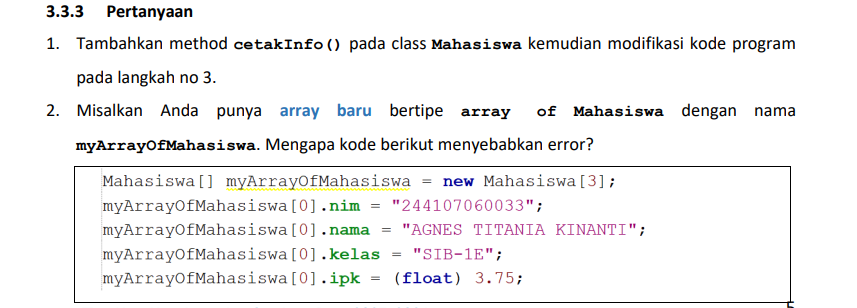 3.3.3 Pertanyaan
1. Tambahkan method cetakInfo() pada class Mahasiswa kemudian modifikasi kode program
pada langkah no 3.
2. Misalkan Anda punya array baru bertipe array of Mahasiswa dengan nama
myArrayOfMahasiswa. Mengapa kode berikut menyebabkan error?
Mahasiswa[] myArrayOfMahasiswa = new Mahasiswa[3];
myArrayOfMahasiswa[0].nim = "244107060033";
myArrayOfMahasiswa[0].nama = "AGNES TITANIA KINANTI";
myArrayOfMahasiswa[0].kelas = "SIB-1E";
myArrayOfMahasiswa[0].ipk = (float) 3.75;